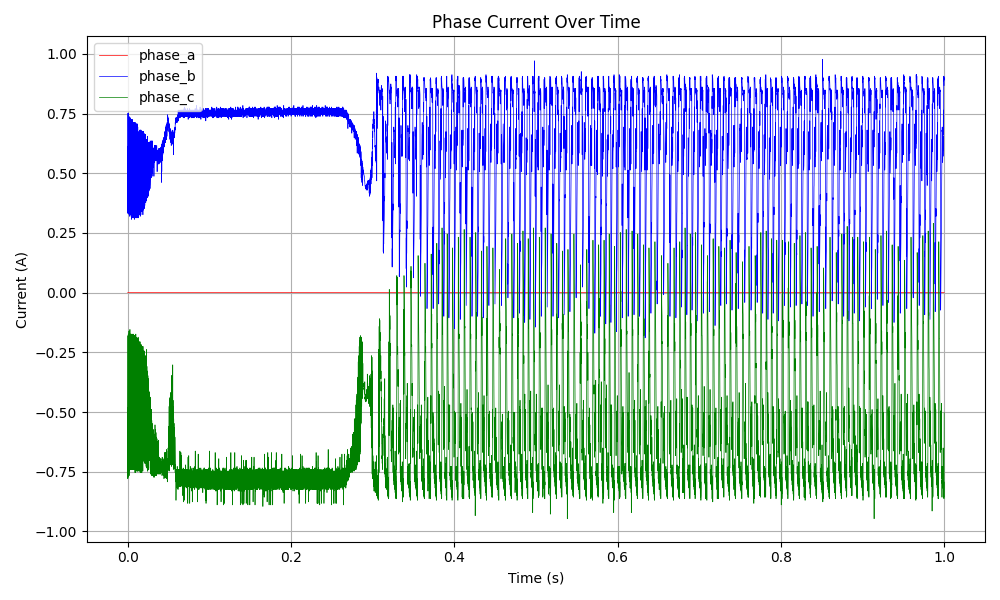 Phase Current Over Time
phase_a
phase_b
phase_c
Current (A)
1.00
0.75
0.50
0.25
0.00
−0.25
−0.50
−0.75
−1.00
0.0 0.2 0.4 0.6 0.8 1.0
Time (s)